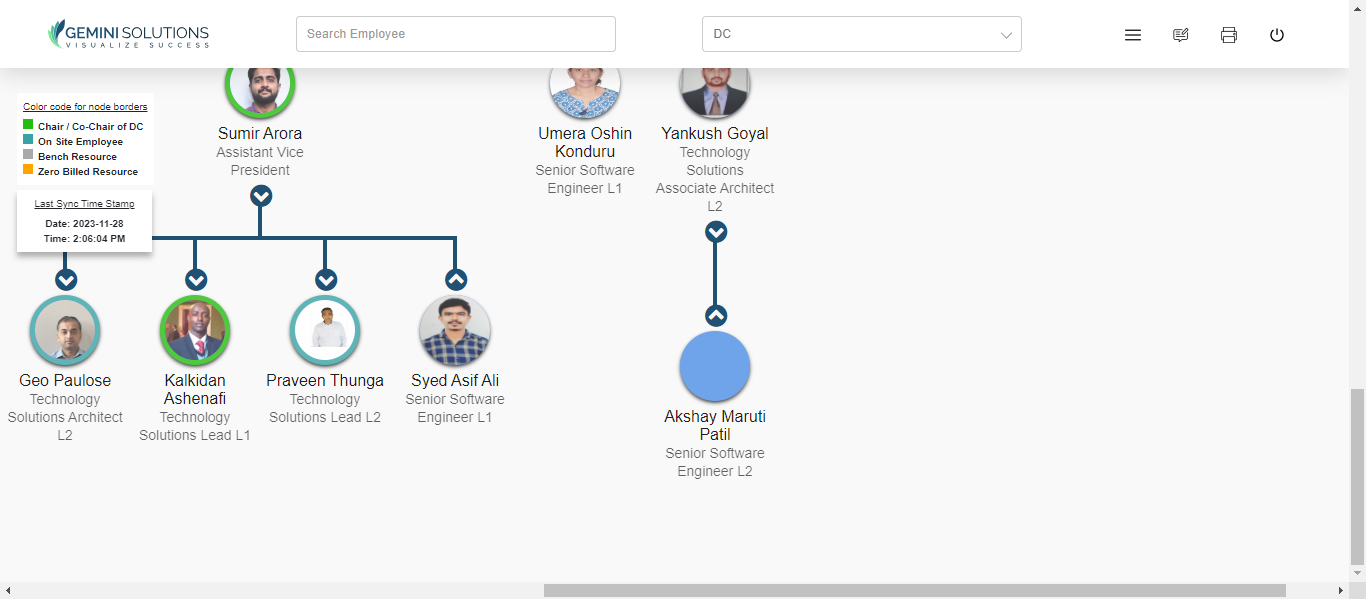 GEMINI SOLUTIONS
VISUALIZE SUCCESS
Search Employee
DC
Color code for node borders
Chair / Co-Chair of DC
On Site Employee
Bench Resource
Zero Billed Resource
Last Sync Time Stamp
Date: 2023-11-28
Time: 2:06:04 PM
Sumir Arora
Assistant Vice
President
Umera Oshin
Konduru
Senior Software
Engineer L1
Yankush Goyal
Technology
Solutions
Associate Architect
L2
Geo Paulose
Technology
Solutions Architect
L2
Kalkidan
Ashenafi
Technology
Solutions Lead L1
Praveen Thunga
Technology
Solutions Lead L2
Syed Asif Ali
Senior Software
Engineer L1
Akshay Maruti
Patil
Senior Software
Engineer L2